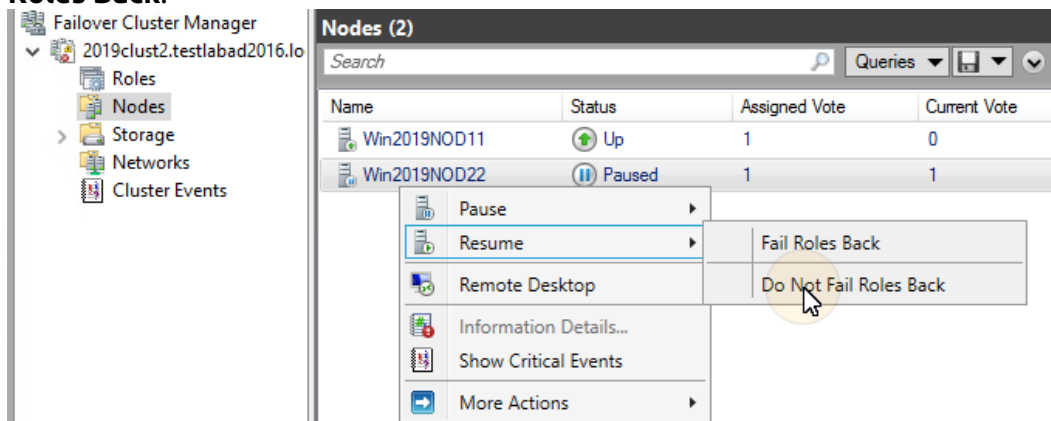 Roles Back.
Failover Cluster Manager
2019clust2.testlabad2016.lo
Roles
Nodes
Storage
Networks
Cluster Events
Nodes (2)
Search
Queries
Name Status Assigned Vote Current Vote
Win2019NOD11 Up 1 0
Win2019NOD22 Paused 1 1
Pause
Resume
Fail Roles Back
Do Not Fail Roles Back
Remote Desktop
Information Details...
Show Critical Events
More Actions